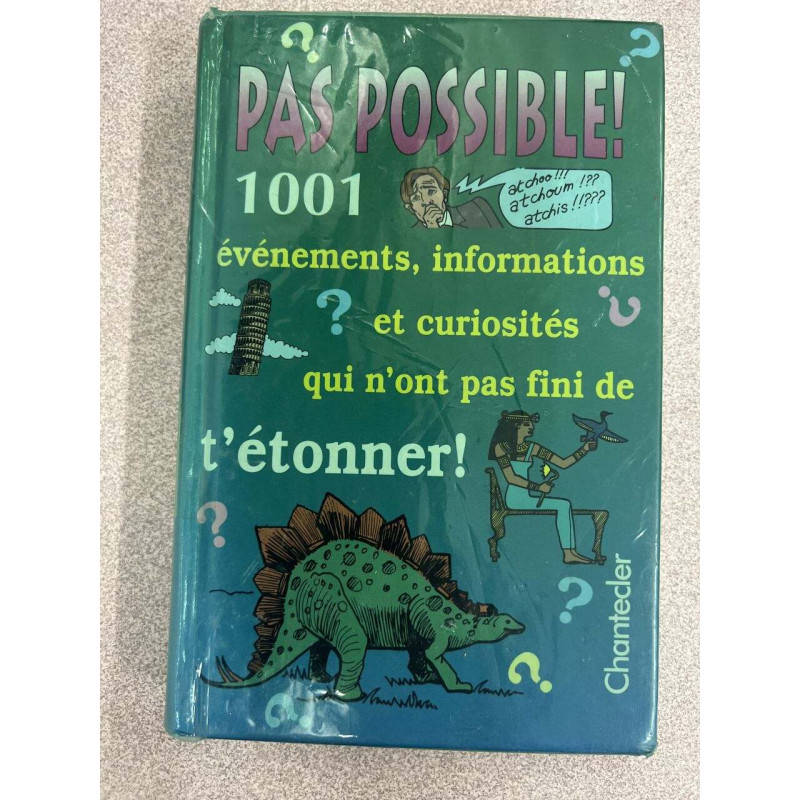 PAS POSSIBLE!
1001
atchoo!!!
atchoum !??
atchis!!???
événements, informations
et curiosités
qui n'ont pas fini de
t'étonner!
Chantecler